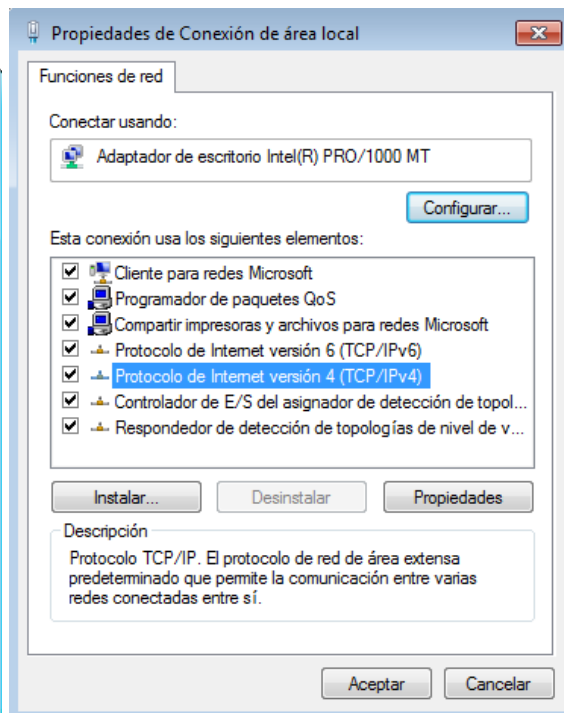 Propiedades de Conexión de área local
Funciones de red
Conectar usando:
Adaptador de escritorio Intel(R) PRO/1000 MT
Configurar...
Esta conexión usa los siguientes elementos:
Cliente para redes Microsoft
Programador de paquetes QoS
Compartir impresoras y archivos para redes Microsoft
Protocolo de Internet versión 6 (TCP/IPv6)
Protocolo de Internet versión 4 (TCP/IPv4)
Controlador de E/S del asignador de detección de topol...
Respondedor de detección de topologías de nivel de v...
Instalar...
Desinstalar
Propiedades
Descripción
Protocolo TCP/IP. El protocolo de red de área extensa
predeterminado que permite la comunicación entre varias
redes conectadas entre sí.
Aceptar
Cancelar